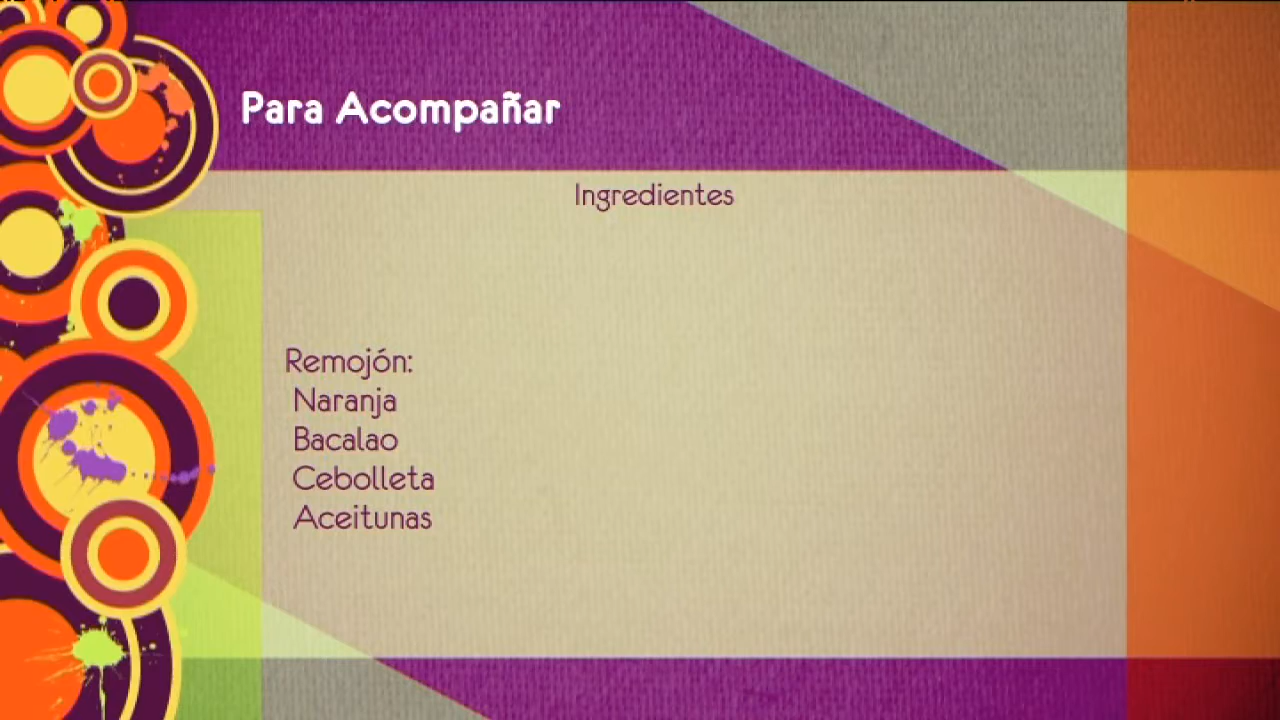 Para Acompañar
Ingredientes
Remojón:
Naranja
Bacalao
Cebolleta
Aceitunas